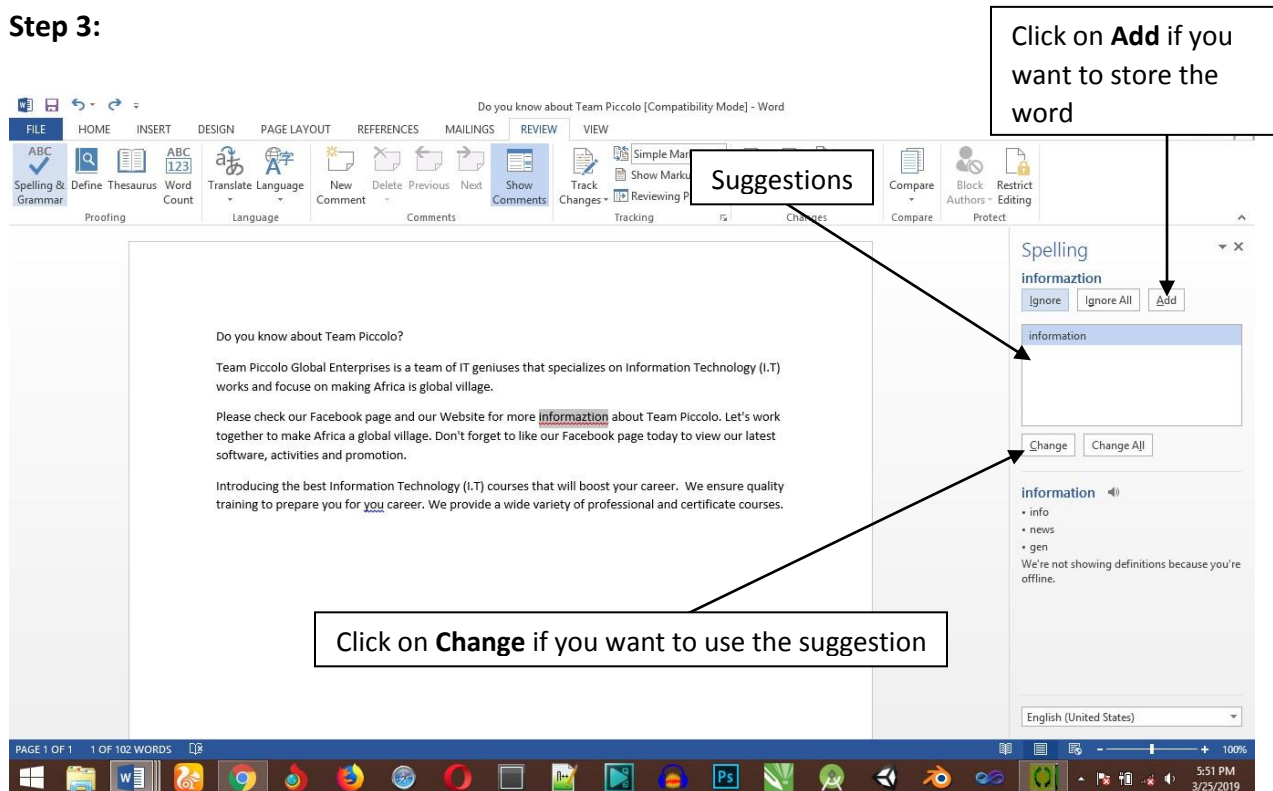 Step 3:
Click on Add if you
want to store the
word
Do you know about Team Piccolo [Compatibility Mode] - Word
FILE HOME INSERT DESIGN PAGE LAYOUT REFERENCES MAILINGS REVIEW VIEW
ABC
Spelling &
Grammar
Define
Thesaurus
ABC
123
Word
Count
Translate
Language
New
Comment
Delete
Previous
Next
Show
Comments
Track
Changes
Simple Mar
Show Marku
Reviewing P
Suggestions
Compare
Block
Authors
Restrict
Editing
Proofing Language Comments Tracking Changes Compare Protect
Do you know about Team Piccolo?
Team Piccolo Global Enterprises is a team of IT geniuses that specializes on Information Technology (I.T)
works and focuse on making Africa is global village.
Please check our Facebook page and our Website for more informaztion about Team Piccolo. Let's work
together to make Africa a global village. Don't forget to like our Facebook page today to view our latest
software, activities and promotion.
Introducing the best Information Technology (I.T) courses that will boost your career. We ensure quality
training to prepare you for you career. We provide a wide variety of professional and certificate courses.
Spelling
informaztion
Ignore Ignore All Add
information
Change Change All
information
• info
• news
• gen
We're not showing definitions because you're
offline.
English (United States)
Click on Change if you want to use the suggestion
PAGE 1 OF 1 1 OF 102 WORDS 100%
Ps
5:51 PM
3/25/2019